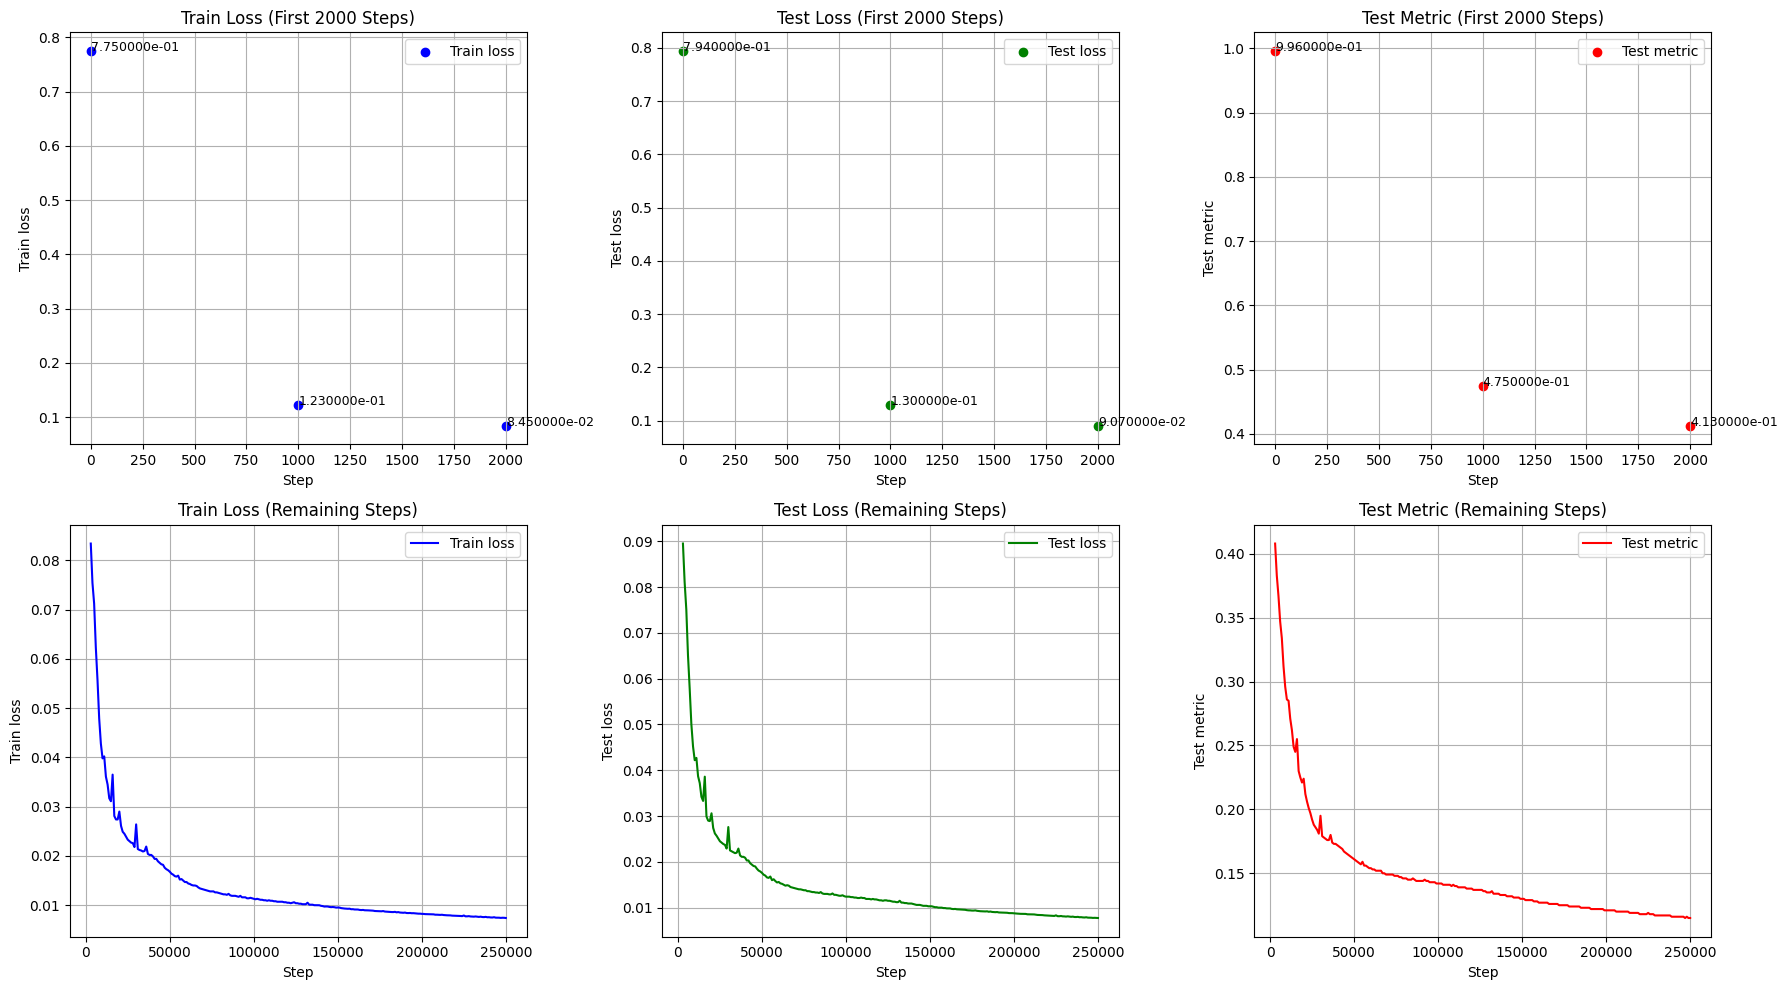 Train Loss (First 2000 Steps)
0.8
0.7
0.6
0.5
0.4
0.3
0.2
0.1
Train loss
7.750000e-01
1.230000e-01
8.450000e-02
Train loss
0 250 500 750 1000 1250 1500 1750 2000
Step
Test Loss (First 2000 Steps)
0.8
0.7
0.6
0.5
0.4
0.3
0.2
0.1
Test loss
7.940000e-01
1.300000e-01
9.070000e-02
Test loss
0 250 500 750 1000 1250 1500 1750 2000
Step
Test Metric (First 2000 Steps)
1.0
0.9
0.8
0.7
0.6
0.5
0.4
Test metric
9.960000e-01
4.750000e-01
4.130000e-01
Test metric
0 250 500 750 1000 1250 1500 1750 2000
Step
Train Loss (Remaining Steps)
0.08
0.07
0.06
0.05
0.04
0.03
0.02
0.01
Train loss
Train loss
0 50000 100000 150000 200000 250000
Step
Test Loss (Remaining Steps)
0.09
0.08
0.07
0.06
0.05
0.04
0.03
0.02
0.01
Test loss
Test loss
0 50000 100000 150000 200000 250000
Step
Test Metric (Remaining Steps)
0.40
0.35
0.30
0.25
0.20
0.15
Test metric
Test metric
0 50000 100000 150000 200000 250000
Step